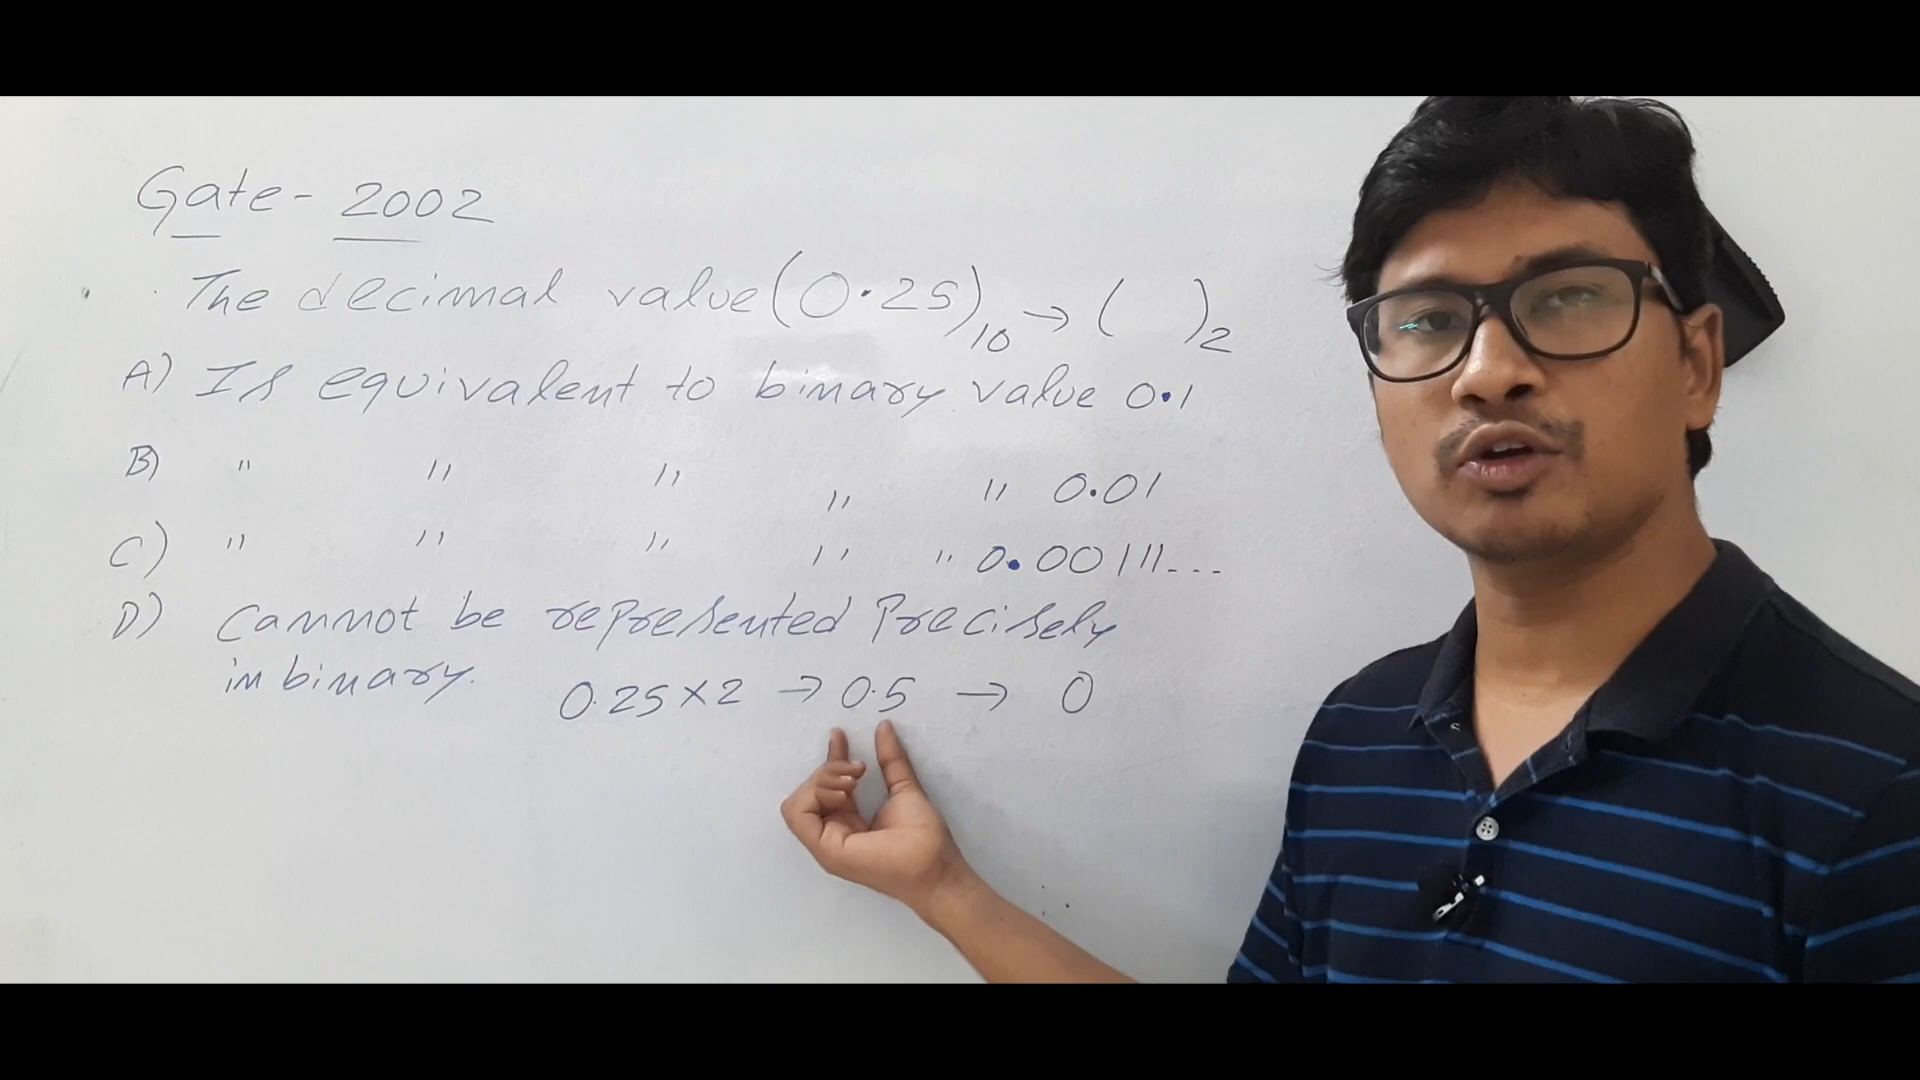 Gate- 2002
The decimal value (0.25)10 → ( )2
A) Is equivalent to binary value 0.1
B) " " " " " 0.01
C) " " " " " 0.00111...
D) Cannot be represented Precisely
in binary.
0.25×2 → 0.5 → 0